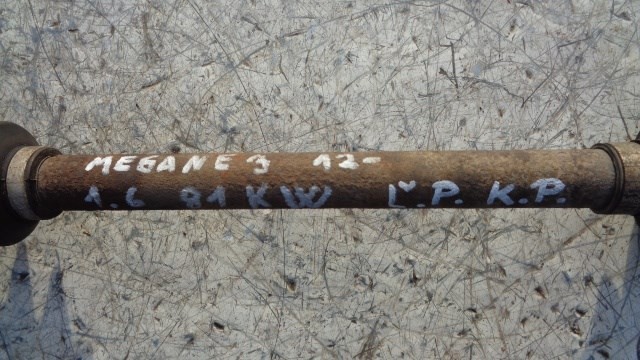 MEGANE 3 12-
1.6 81 KW Ľ.P. K.P.